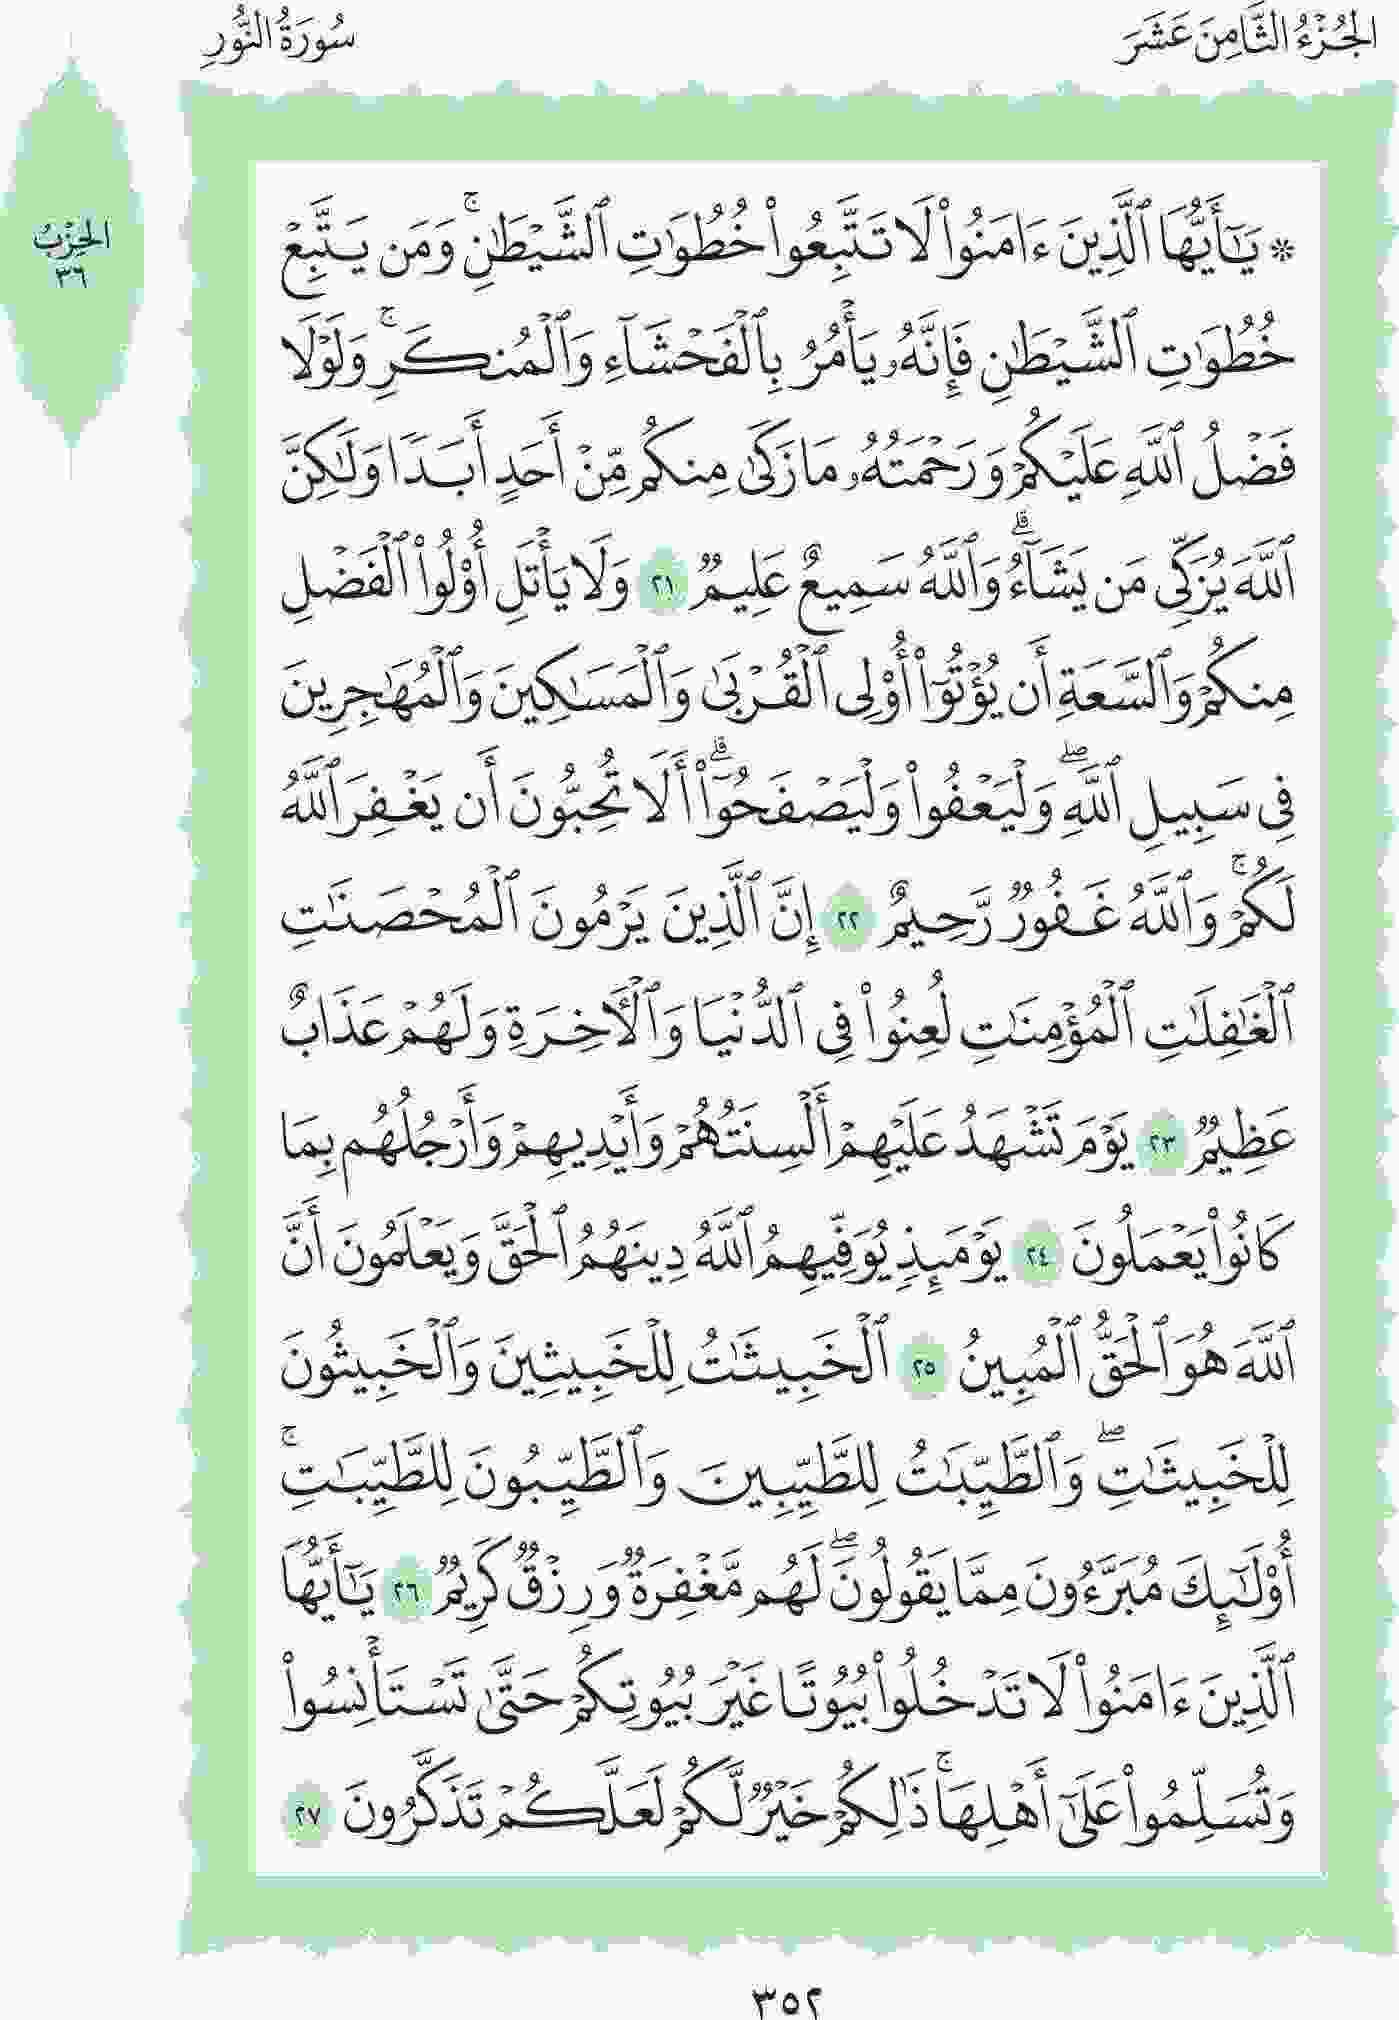 الجُزْءُ الثَّامِنَ عَشَرَ
سُورَةُ النُّورِ
الحِزْبُ
٣٦
۞ يَٰٓأَيُّهَا ٱلَّذِينَ ءَامَنُواْ لَا تَتَّبِعُواْ خُطُوَٰتِ ٱلشَّيْطَٰنِۚ وَمَن يَتَّبِعْ
خُطُوَٰتِ ٱلشَّيْطَٰنِ فَإِنَّهُۥ يَأْمُرُ بِٱلْفَحْشَآءِ وَٱلْمُنكَرِۚ وَلَوْلَا
فَضْلُ ٱللَّهِ عَلَيْكُمْ وَرَحْمَتُهُۥ مَا زَكَىٰ مِنكُم مِّنْ أَحَدٍ أَبَدًا وَلَٰكِنَّ
ٱللَّهَ يُزَكِّي مَن يَشَآءُۗ وَٱللَّهُ سَمِيعٌ عَلِيمٌ ٢١ وَلَا يَأْتَلِ أُوْلُواْ ٱلْفَضْلِ
مِنكُمْ وَٱلسَّعَةِ أَن يُؤْتُوٓاْ أُوْلِي ٱلْقُرْبَىٰ وَٱلْمَسَٰكِينَ وَٱلْمُهَٰجِرِينَ
فِي سَبِيلِ ٱللَّهِۖ وَلْيَعْفُواْ وَلْيَصْفَحُوٓاْۗ أَلَا تُحِبُّونَ أَن يَغْفِرَ ٱللَّهُ
لَكُمْۚ وَٱللَّهُ غَفُورٌ رَّحِيمٌ ٢٢ إِنَّ ٱلَّذِينَ يَرْمُونَ ٱلْمُحْصَنَٰتِ
ٱلْغَٰفِلَٰتِ ٱلْمُؤْمِنَٰتِ لُعِنُواْ فِي ٱلدُّنْيَا وَٱلْأٓخِرَةِ وَلَهُمْ عَذَابٌ
عَظِيمٌ ٢٣ يَوْمَ تَشْهَدُ عَلَيْهِمْ أَلْسِنَتُهُمْ وَأَيْدِيهِمْ وَأَرْجُلُهُم بِمَا
كَانُواْ يَعْمَلُونَ ٢٤ يَوْمَئِذٍ يُوَفِّيهِمُ ٱللَّهُ دِينَهُمُ ٱلْحَقَّ وَيَعْلَمُونَ أَنَّ
ٱللَّهَ هُوَ ٱلْحَقُّ ٱلْمُبِينُ ٢٥ ٱلْخَبِيثَٰتُ لِلْخَبِيثِينَ وَٱلْخَبِيثُونَ
لِلْخَبِيثَٰتِۖ وَٱلطَّيِّبَٰتُ لِلطَّيِّبِينَ وَٱلطَّيِّبُونَ لِلطَّيِّبَٰتِۚ
أُوْلَٰٓئِكَ مُبَرَّءُونَ مِمَّا يَقُولُونَۖ لَهُم مَّغْفِرَةٌ وَرِزْقٌ كَرِيمٌ ٢٦ يَٰٓأَيُّهَا
ٱلَّذِينَ ءَامَنُواْ لَا تَدْخُلُواْ بُيُوتًا غَيْرَ بُيُوتِكُمْ حَتَّىٰ تَسْتَأْنِسُواْ
وَتُسَلِّمُواْ عَلَىٰٓ أَهْلِهَاۚ ذَٰلِكُمْ خَيْرٌ لَّكُمْ لَعَلَّكُمْ تَذَكَّرُونَ ٢٧
٣٥٢